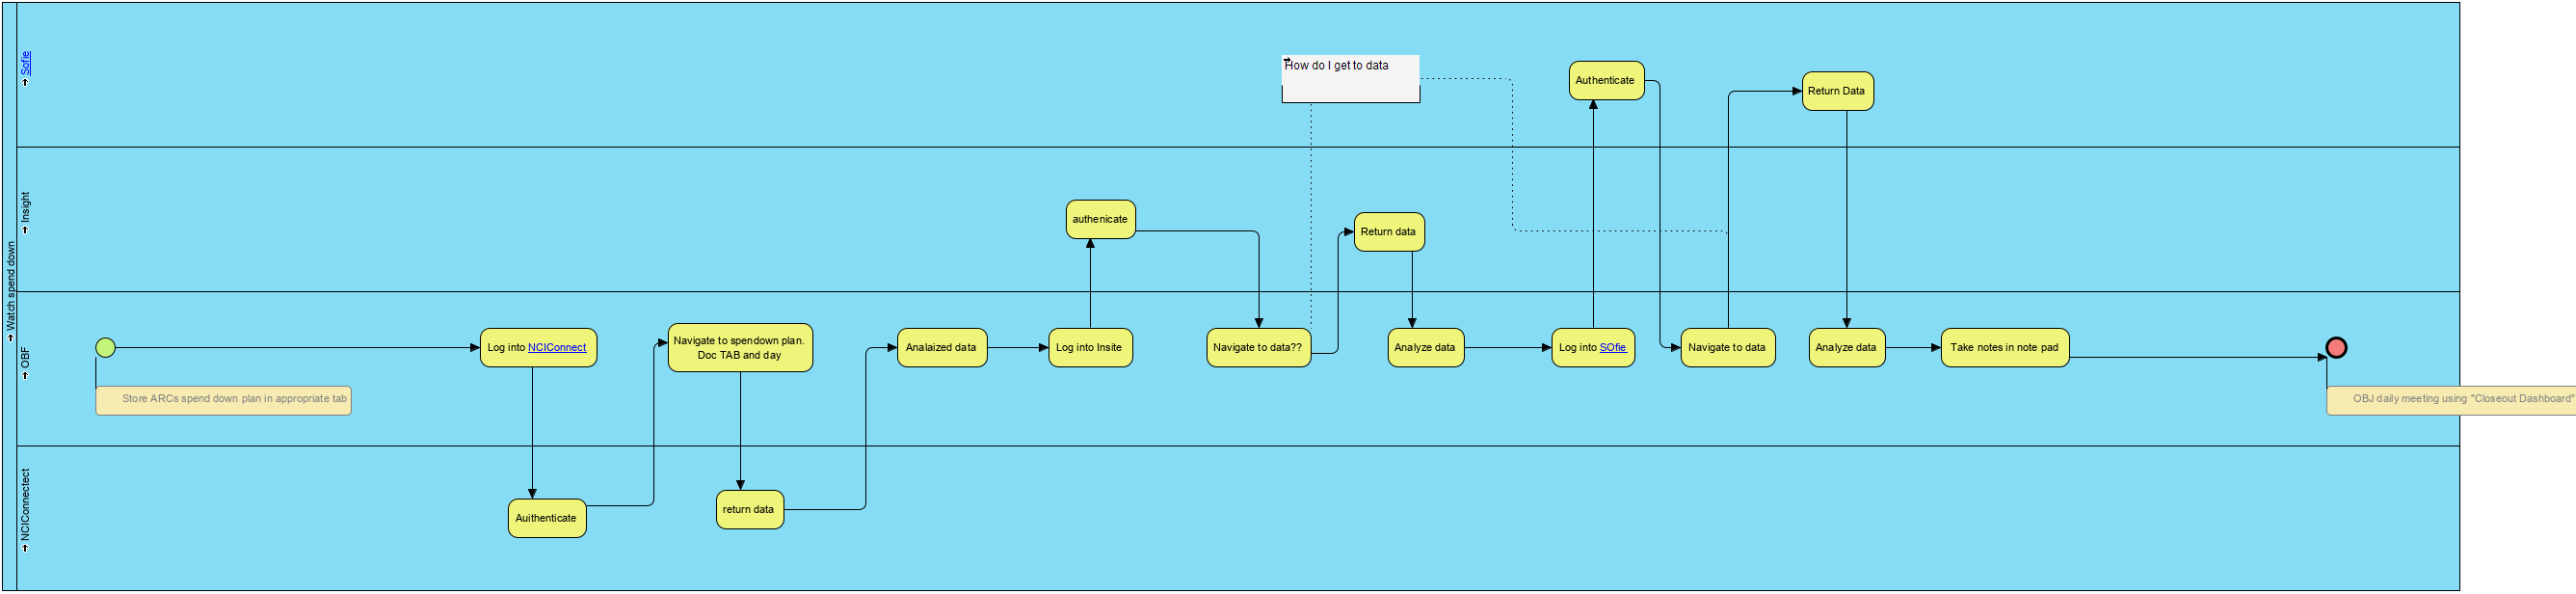 Watch spend down
Sofie
How do I get to data
Authenticate
Return Data
Insight
authenicate
Return data
OBF
Log into NCIConnect
Navigate to spendown plan.
Doc TAB and day
Analaized data
Log into Insite
Navigate to data??
Analyze data
Log into SOfie
Navigate to data
Analyze data
Take notes in note pad
Store ARCs spend down plan in appropriate tab
OBJ daily meeting using "Closeout Dashboard"
NCIConnectect
Auithenticate
return data